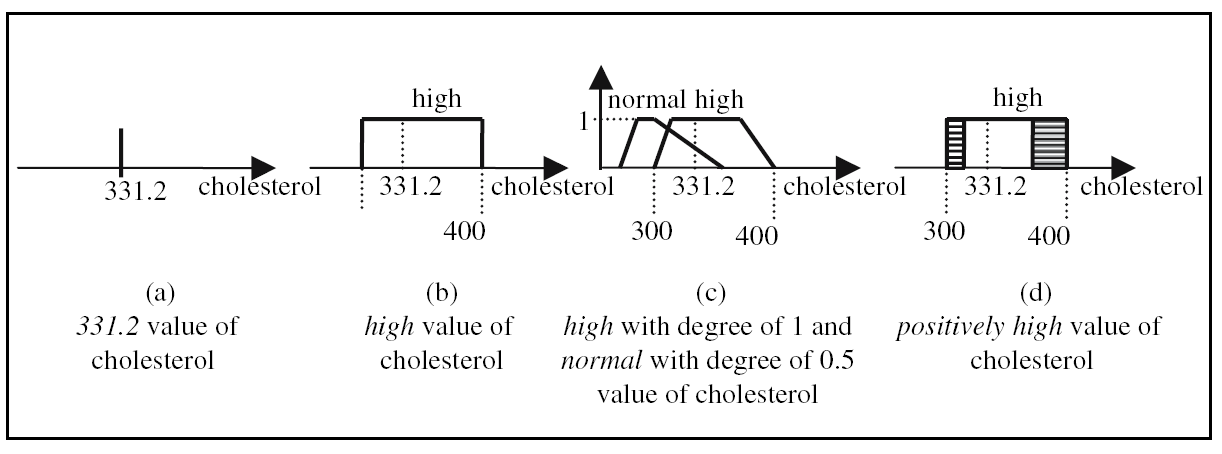 331.2
cholesterol
(a)
331.2 value of
cholesterol
high
331.2
cholesterol
400
(b)
high value of
cholesterol
normal high
1
331.2
cholesterol
300
400
(c)
high with degree of 1 and
normal with degree of 0.5
value of cholesterol
high
331.2
cholesterol
300
400
(d)
positively high value of
cholesterol